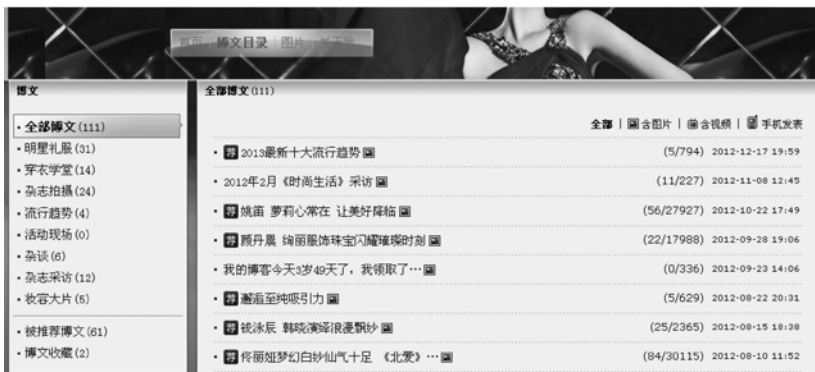 首页 博文目录 图片 关于我
博文
全部博文(111)
明星礼服(31)
穿衣学堂(14)
杂志拍摄(24)
流行趋势(4)
活动现场(0)
杂谈(6)
杂志采访(12)
妆容大片(5)
被推荐博文(61)
博文收藏(2)
全部博文(111)
全部 | 含图片 | 含视频 | 手机发表
荐 2013最新十大流行趋势 (5/794) 2012-12-17 19:59
2012年2月《时尚生活》采访 (11/227) 2012-11-08 12:45
荐 姚笛 萝莉心常在 让美好降临 (56/27927) 2012-10-22 17:49
荐 颜丹晨 绚丽服饰珠宝闪耀璀璨时刻 (22/17988) 2012-09-28 19:06
我的博客今天3岁49天了，我领取了… (0/336) 2012-09-23 14:06
荐 邂逅至纯吸引力 (5/629) 2012-08-22 20:31
荐 钱泳辰 韩晓演绎浪漫飘纱 (25/2365) 2012-08-15 18:38
荐 佟丽娅梦幻白纱仙气十足 《北爱》… (84/30115) 2012-08-10 11:52